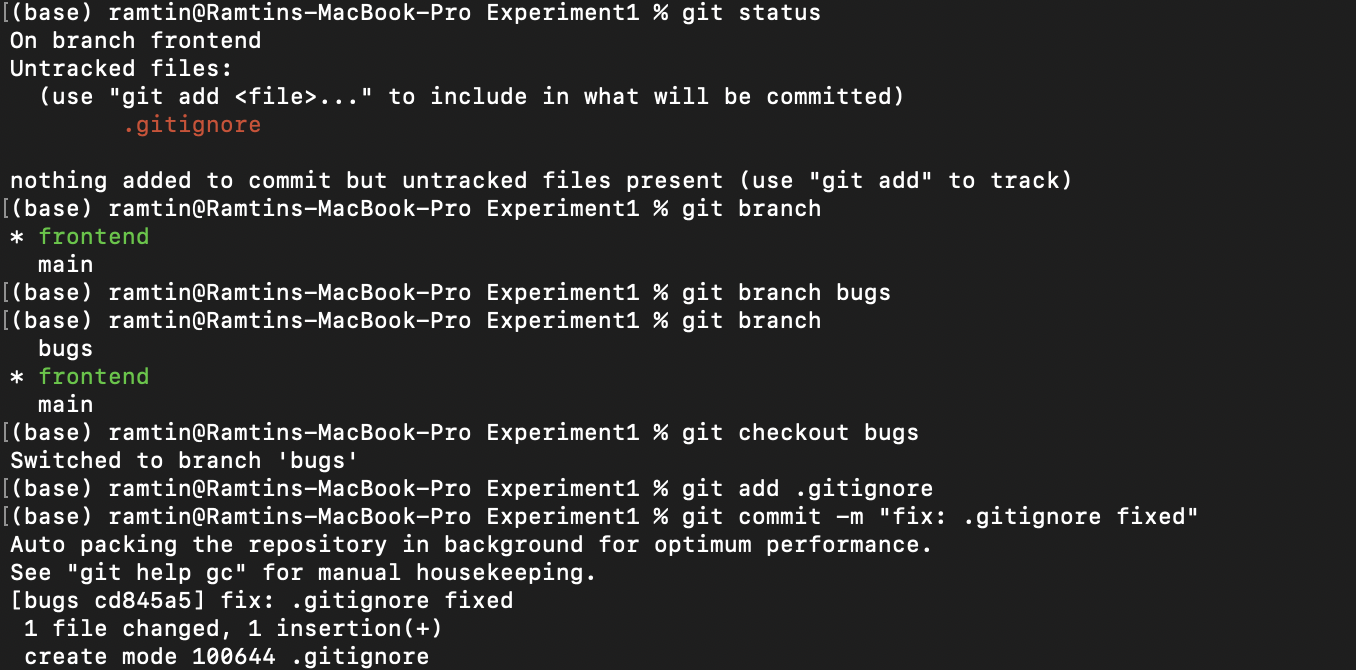 [(base) ramtin@Ramtins-MacBook-Pro Experiment1 % git status
On branch frontend
Untracked files:
  (use "git add <file>..." to include in what will be committed)
        .gitignore

nothing added to commit but untracked files present (use "git add" to track)
[(base) ramtin@Ramtins-MacBook-Pro Experiment1 % git branch
* frontend
  main
[(base) ramtin@Ramtins-MacBook-Pro Experiment1 % git branch bugs
[(base) ramtin@Ramtins-MacBook-Pro Experiment1 % git branch
  bugs
* frontend
  main
[(base) ramtin@Ramtins-MacBook-Pro Experiment1 % git checkout bugs
Switched to branch 'bugs'
[(base) ramtin@Ramtins-MacBook-Pro Experiment1 % git add .gitignore
[(base) ramtin@Ramtins-MacBook-Pro Experiment1 % git commit -m "fix: .gitignore fixed"
Auto packing the repository in background for optimum performance.
See "git help gc" for manual housekeeping.
[bugs cd845a5] fix: .gitignore fixed
 1 file changed, 1 insertion(+)
 create mode 100644 .gitignore